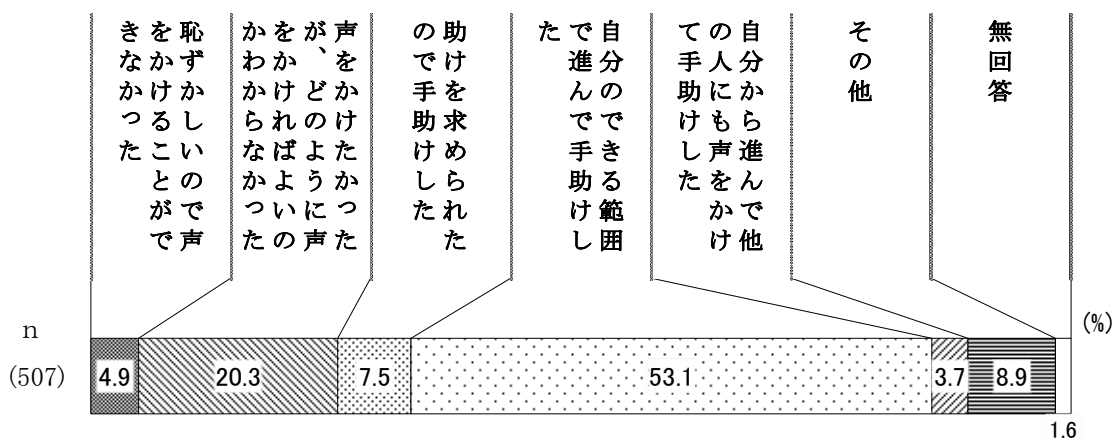 恥ずかしいので声
をかけることがで
きなかった
声をかけたかった
が、どのように声
をかければよいの
かわからなかった
助けを求められた
ので手助けした
自分のできる範囲
で進んで手助けし
た
自分から進んで他
の人にも声をかけ
て手助けした
その他
無回答
(%)
n
(507)
4.9
20.3
7.5
53.1
3.7
8.9
1.6